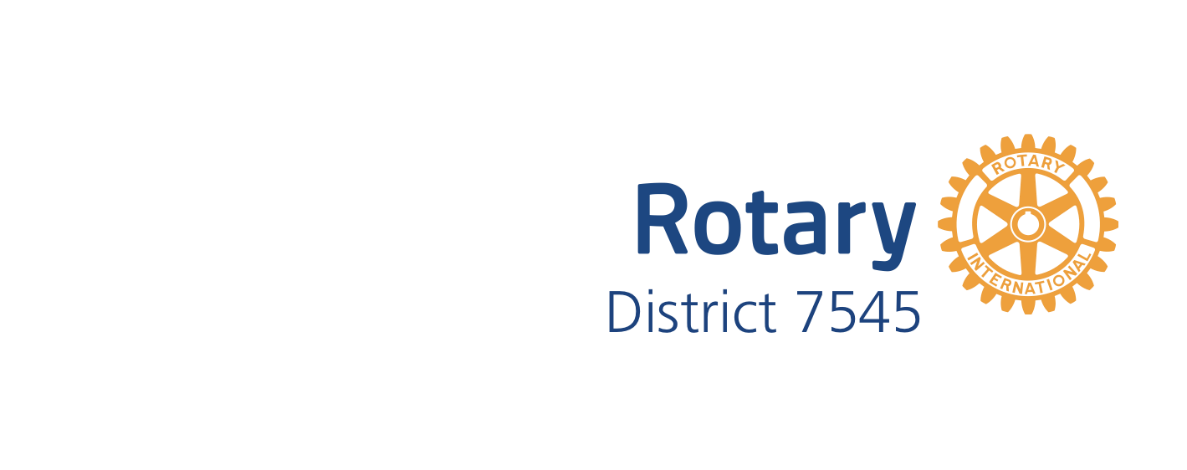 Rotary
District 7545
ROTARY
INTERNATIONAL